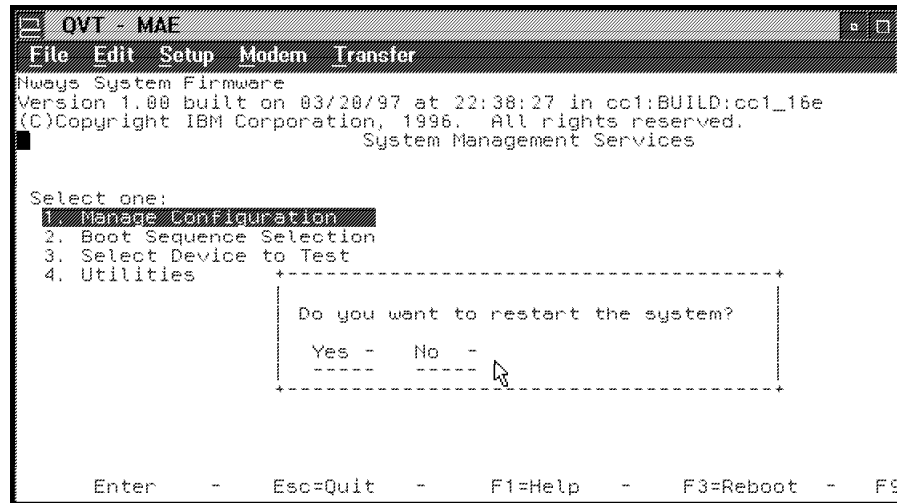 QVT - MAE
File Edit Setup Modem Transfer
Nways System Firmware
Version 1.00 built on 03/20/97 at 22:38:27 in cc1:BUILD:cc1_16e
(C)Copyright IBM Corporation, 1996. All rights reserved.
System Management Services
Select one:
1. Manage Configuration
2. Boot Sequence Selection
3. Select Device to Test
4. Utilities
Do you want to restart the system?
Yes - No -
Enter - Esc=Quit - F1=Help - F3=Reboot - F9